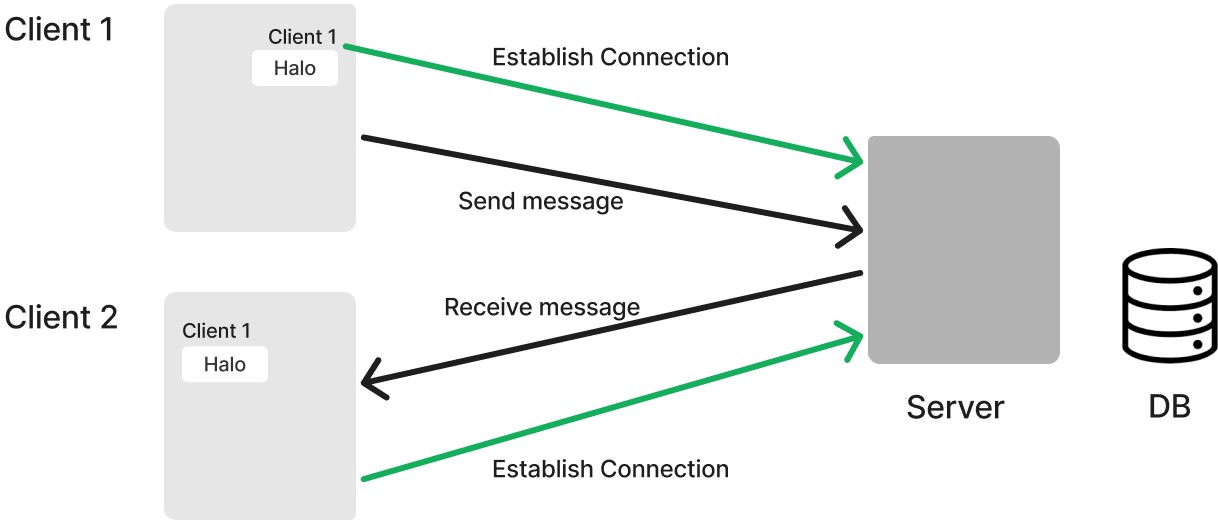 Client 1
Client 1
Halo
Establish Connection
Send message
Client 2
Client 1
Halo
Receive message
Establish Connection
Server
DB